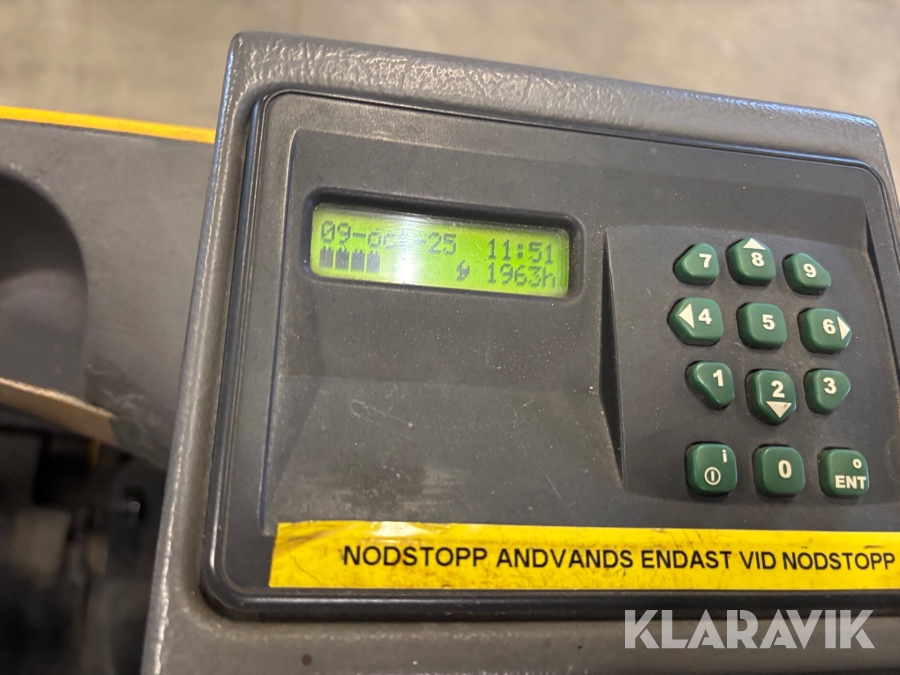 09-oct-25 11:51
1963h
7 8 9
4 5 6
1 2 3
i 0 o
ENT
NODSTOPP ANDVANDS ENDAST VID NODSTOPP
KLARAVIK